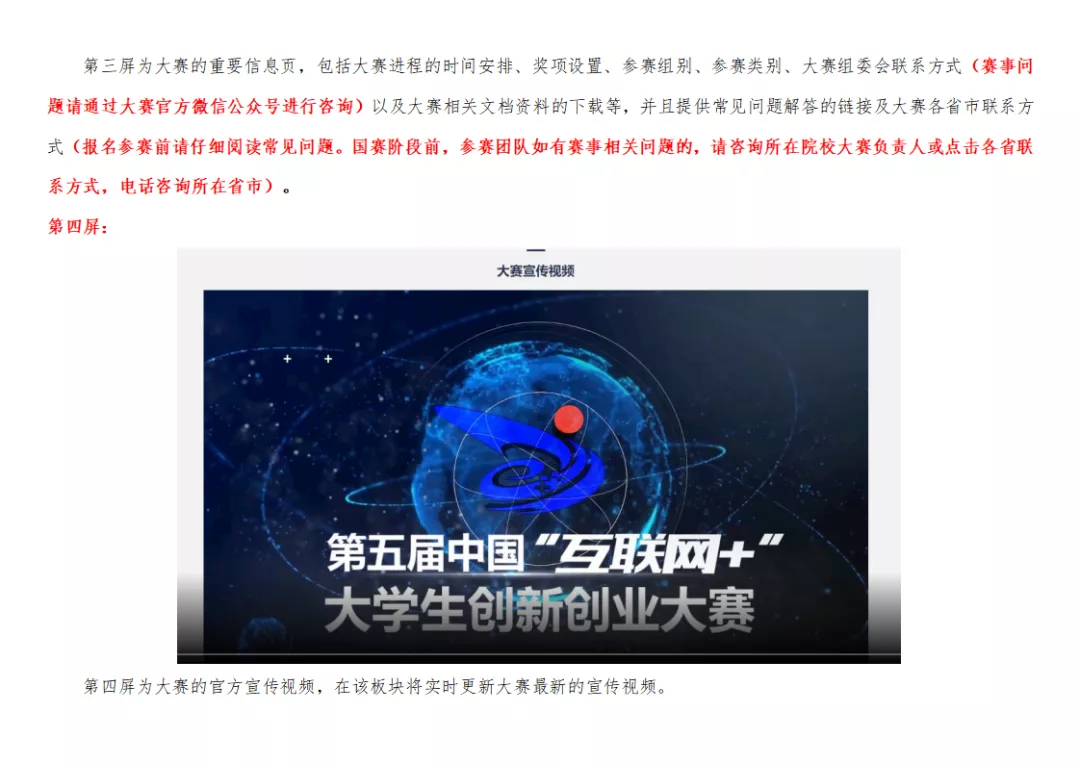 第三屏为大赛的重要信息页，包括大赛进程的时间安排、奖项设置、参赛组别、参赛类别、大赛组委会联系方式（赛事问
题请通过大赛官方微信公众号进行咨询）以及大赛相关文档资料的下载等，并且提供常见问题解答的链接及大赛各省市联系方
式（报名参赛前请仔细阅读常见问题。国赛阶段前，参赛团队如有赛事相关问题的，请咨询所在院校大赛负责人或点击各省联
系方式，电话咨询所在省市）。
第四屏：
大赛宣传视频
第五届中国“互联网+”
大学生创新创业大赛
第四屏为大赛的官方宣传视频，在该板块将实时更新大赛最新的宣传视频。